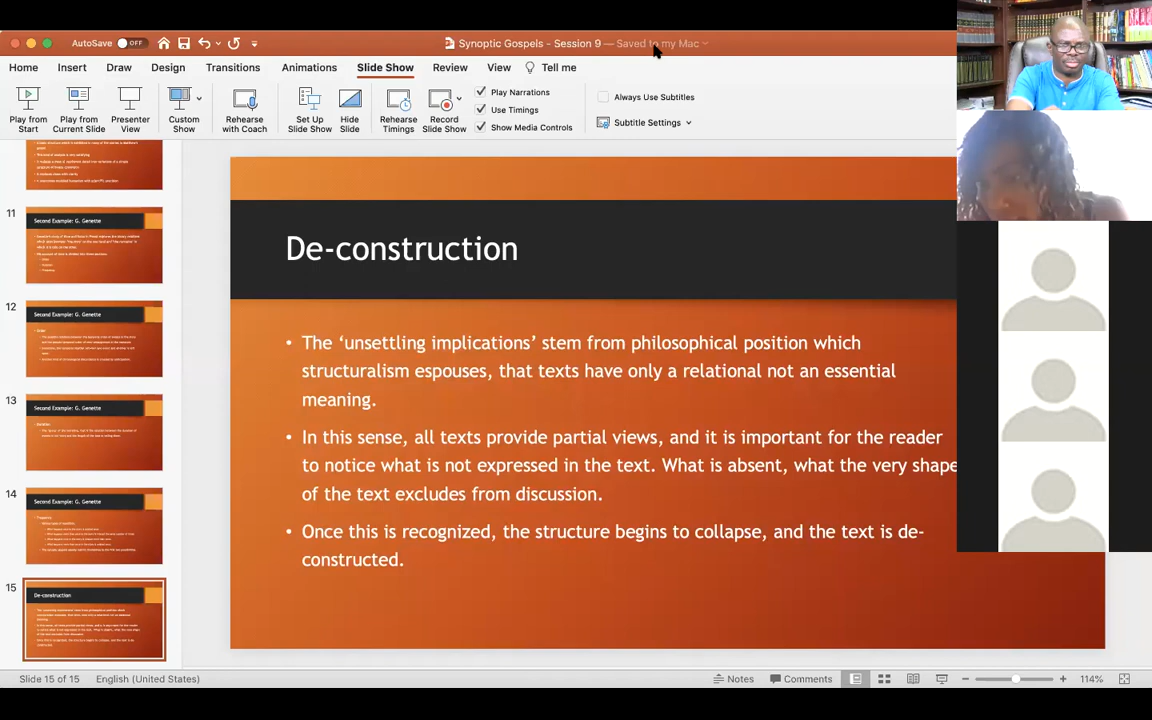 AutoSave OFF
Synoptic Gospels - Session 9 — Saved to my Mac
Home Insert Draw Design Transitions Animations Slide Show Review View Tell me
Play from Start
Play from Current Slide
Presenter View
Custom Show
Rehearse with Coach
Set Up Slide Show
Hide Slide
Rehearse Timings
Record Slide Show
Play Narrations
Use Timings
Show Media Controls
Always Use Subtitles
Subtitle Settings
11
Second Example: G. Genette
12
Second Example: G. Genette
13
Second Example: G. Genette
14
Second Example: G. Genette
15
De-construction
De-construction
• The ‘unsettling implications’ stem from philosophical position which
structuralism espouses, that texts have only a relational not an essential
meaning.
• In this sense, all texts provide partial views, and it is important for the reader
to notice what is not expressed in the text. What is absent, what the very shape
of the text excludes from discussion.
• Once this is recognized, the structure begins to collapse, and the text is de-
constructed.
Slide 15 of 15 English (United States) Notes Comments 114%